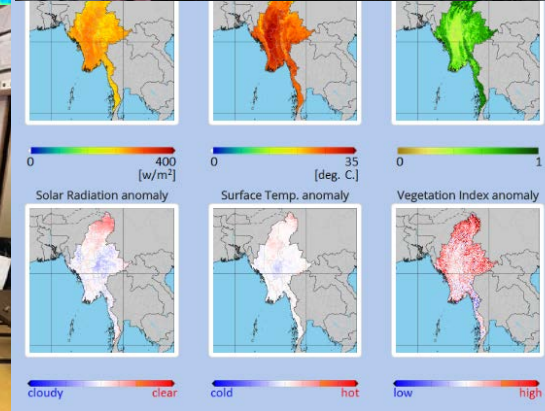 0 400
[w/m²]
0 35
[deg. C.]
0 1
Solar Radiation anomaly
Surface Temp. anomaly
Vegetation Index anomaly
cloudy clear
cold hot
low high